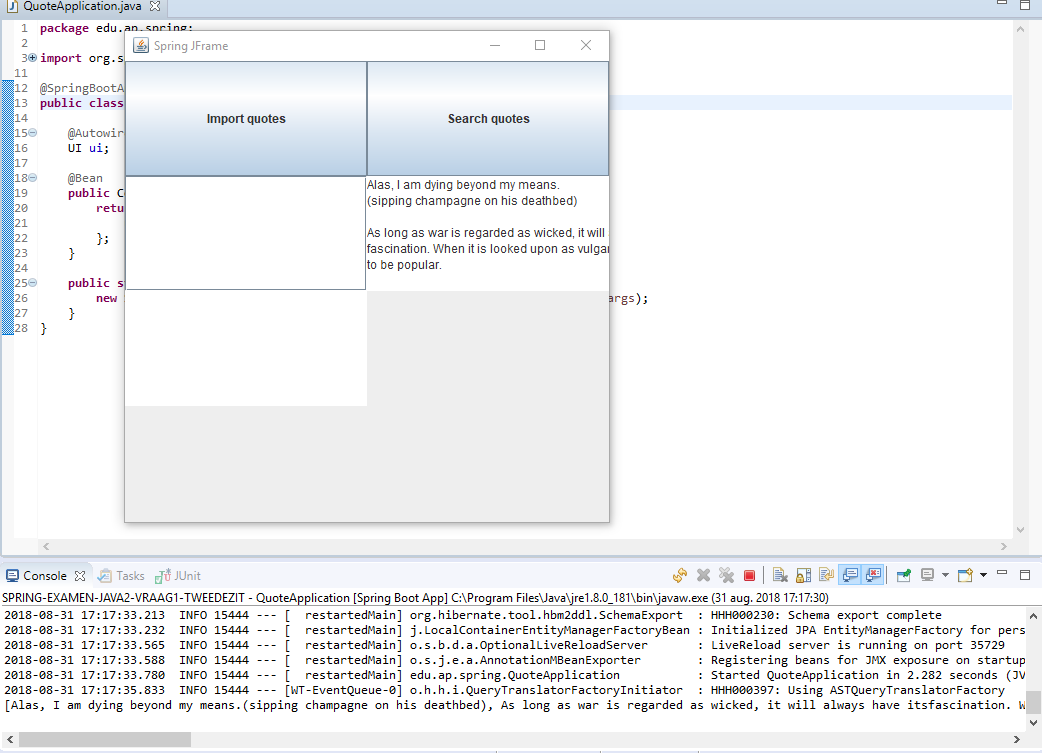 QuoteApplication.java
1 package edu.ap.spring;
2
3 import org.s
11
12 @SpringBootA
13 public class
14
15 @Autowir
16 UI ui;
17
18 @Bean
19 public C
20 retu
21
22 };
23 }
24
25 public s
26 new args);
27 }
28 }
Spring JFrame
Import quotes Search quotes
Alas, I am dying beyond my means.
(sipping champagne on his deathbed)
As long as war is regarded as wicked, it will
fascination. When it is looked upon as vulgar
to be popular.
Console Tasks JUnit
SPRING-EXAMEN-JAVA2-VRAAG1-TWEEDEZIT - QuoteApplication [Spring Boot App] C:\Program Files\Java\jre1.8.0_181\bin\javaw.exe (31 aug. 2018 17:17:30)
2018-08-31 17:17:33.213 INFO 15444 --- [ restartedMain] org.hibernate.tool.hbm2ddl.SchemaExport : HHH000230: Schema export complete
2018-08-31 17:17:33.232 INFO 15444 --- [ restartedMain] j.LocalContainerEntityManagerFactoryBean : Initialized JPA EntityManagerFactory for pers
2018-08-31 17:17:33.565 INFO 15444 --- [ restartedMain] o.s.b.d.a.OptionalLiveReloadServer : LiveReload server is running on port 35729
2018-08-31 17:17:33.588 INFO 15444 --- [ restartedMain] o.s.j.e.a.AnnotationMBeanExporter : Registering beans for JMX exposure on startup
2018-08-31 17:17:33.780 INFO 15444 --- [ restartedMain] edu.ap.spring.QuoteApplication : Started QuoteApplication in 2.282 seconds (JV
2018-08-31 17:17:35.833 INFO 15444 --- [WT-EventQueue-0] o.h.h.i.QueryTranslatorFactoryInitiator : HHH000397: Using ASTQueryTranslatorFactory
[Alas, I am dying beyond my means.(sipping champagne on his deathbed), As long as war is regarded as wicked, it will always have itsfascination. W